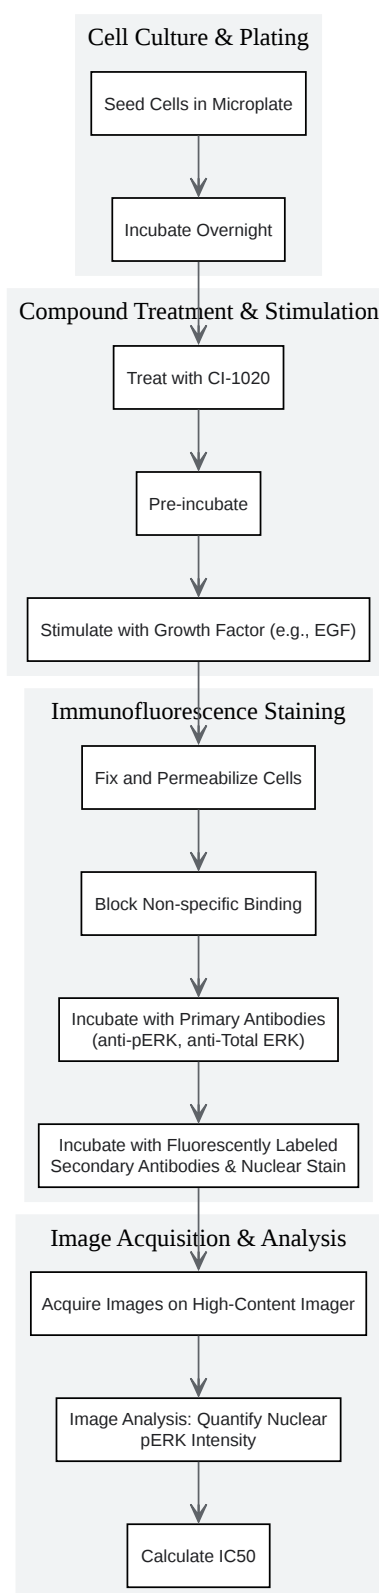 Cell Culture & Plating
Seed Cells in Microplate
Incubate Overnight
Compound Treatment & Stimulation
Treat with CI-1020
Pre-incubate
Stimulate with Growth Factor (e.g., EGF)
Immunofluorescence Staining
Fix and Permeabilize Cells
Block Non-specific Binding
Incubate with Primary Antibodies
(anti-pERK, anti-Total ERK)
Incubate with Fluorescently Labeled
Secondary Antibodies & Nuclear Stain
Image Acquisition & Analysis
Acquire Images on High-Content Imager
Image Analysis: Quantify Nuclear
pERK Intensity
Calculate IC50